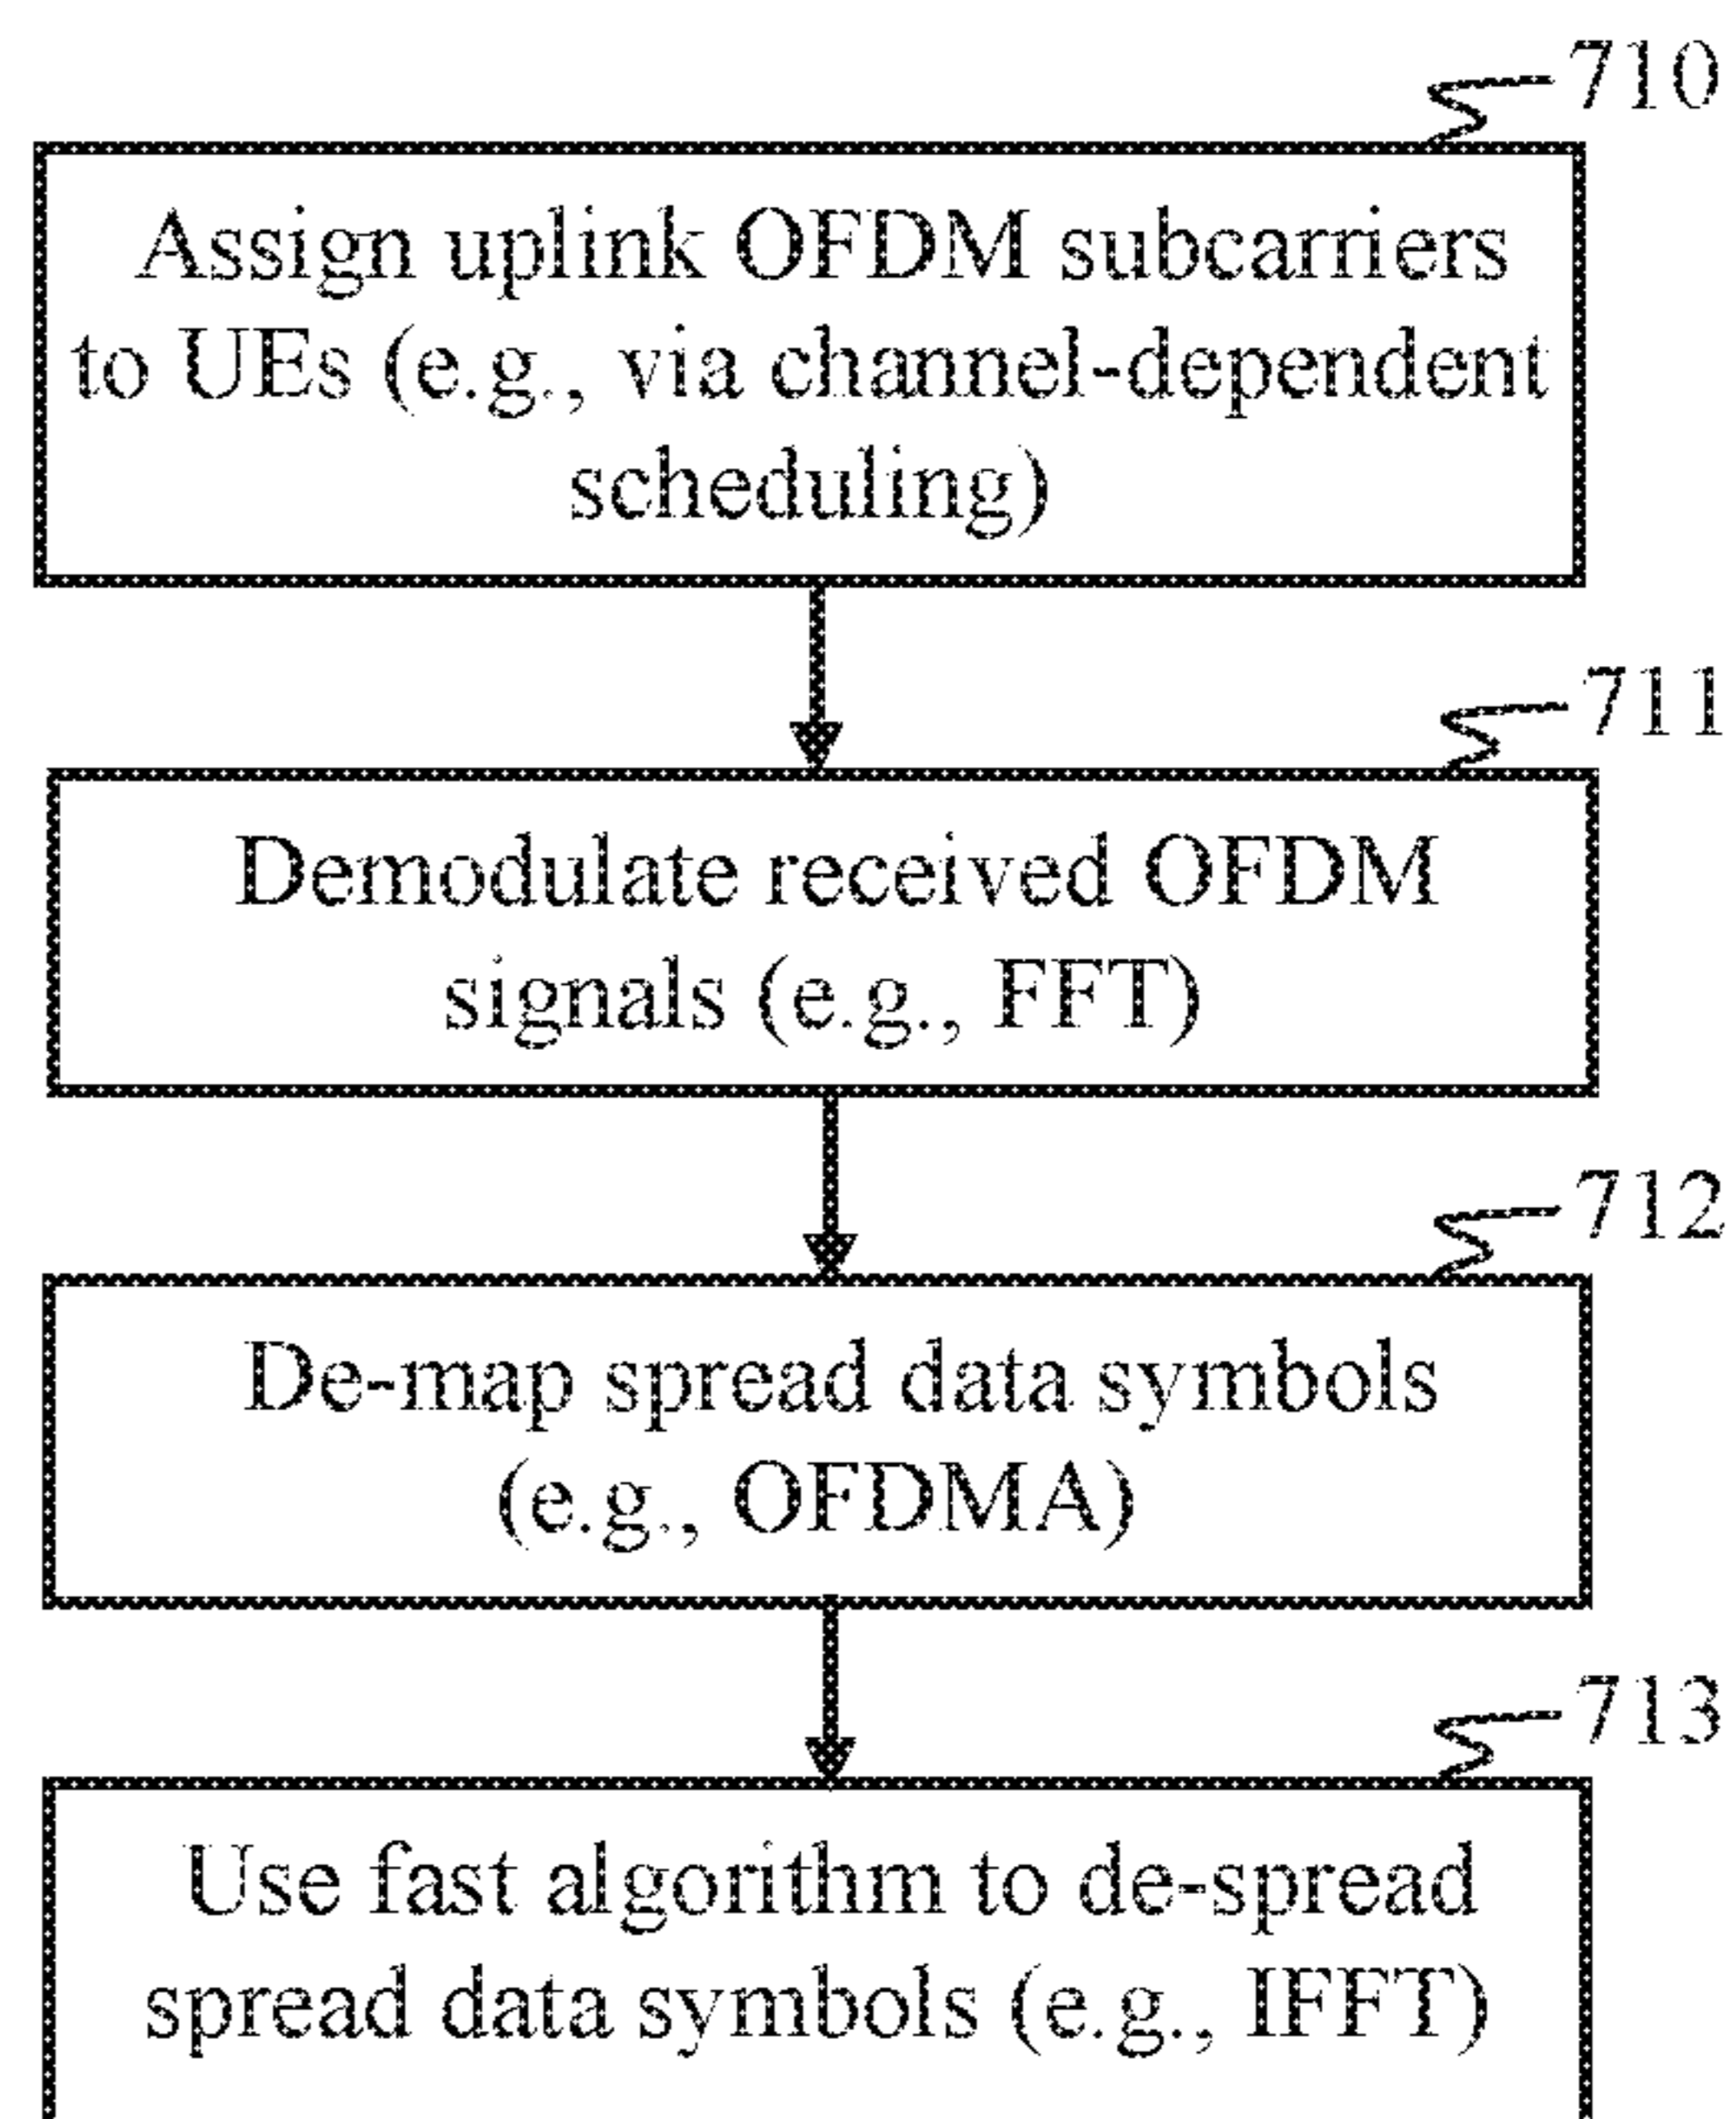 710
Assign uplink OFDM subcarriers
to UEs (e.g., via channel-dependent
scheduling)
711
Demodulate received OFDM
signals (e.g., FFT)
712
De-map spread data symbols
(e.g., OFDMA)
713
Use fast algorithm to de-spread
spread data symbols (e.g., IFFT)